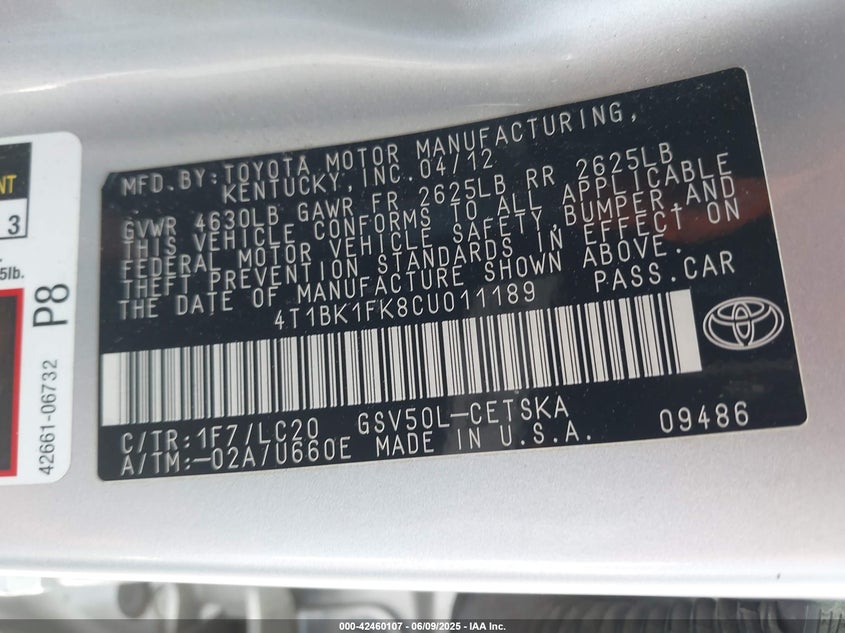 MFD. BY: TOYOTA MOTOR MANUFACTURING,
KENTUCKY, INC. 04/12
GVWR 4630LB GAWR FR 2625LB RR 2625LB
THIS VEHICLE CONFORMS TO ALL APPLICABLE
FEDERAL MOTOR VEHICLE SAFETY, BUMPER, AND
THEFT PREVENTION STANDARDS IN EFFECT ON
THE DATE OF MANUFACTURE SHOWN ABOVE.
4T1BK1FK8CU011189 PASS.CAR
C/TR:1F7/LC20 GSV50L-CETSKA
A/TM:-02A/U660E MADE IN U.S.A. 09486
3
5lb.
P8
42661-06732
000-42460107 - 06/09/2025 - IAA Inc.